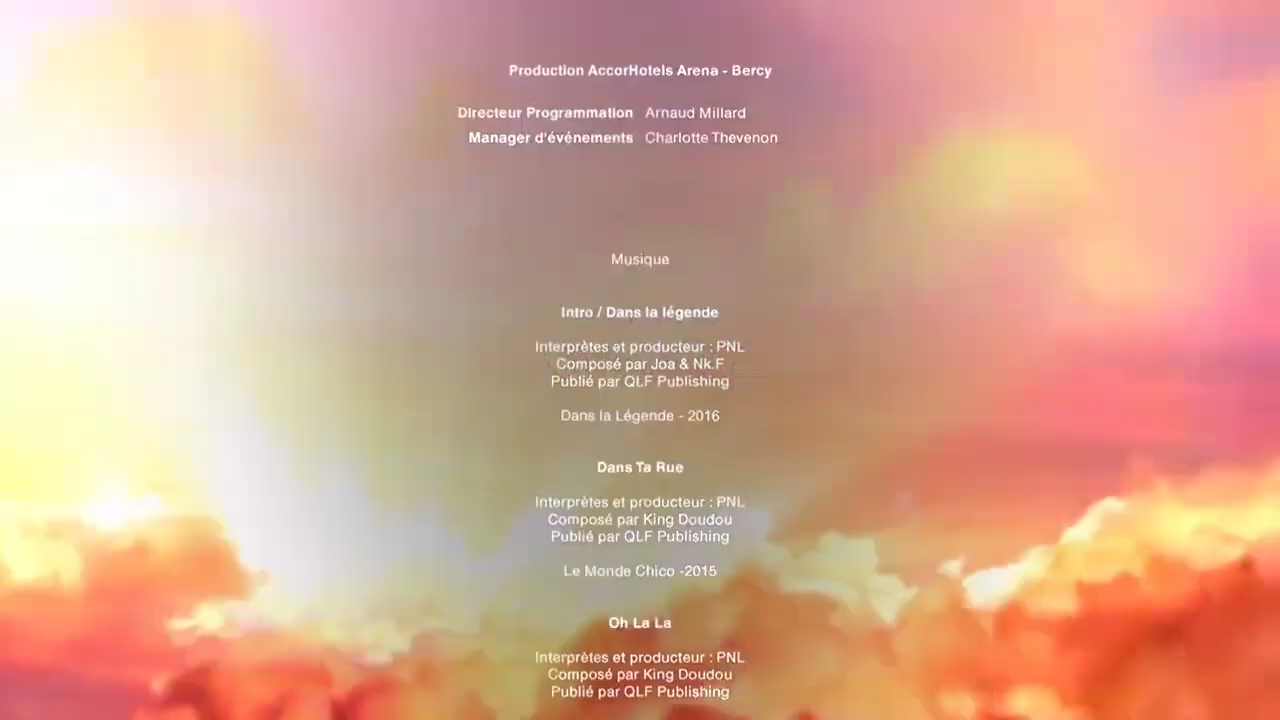 Production AccorHotels Arena - Bercy
Directeur Programmation Arnaud Millard
Manager d'événements Charlotte Thevenon
Musique
Intro / Dans la légende
Interprètes et producteur : PNL
Composé par Joa & Nk.F
Publié par QLF Publishing
Dans la Légende - 2016
Dans Ta Rue
Interprètes et producteur : PNL
Composé par King Doudou
Publié par QLF Publishing
Le Monde Chico -2015
Oh La La
Interprètes et producteur : PNL
Composé par King Doudou
Publié par QLF Publishing